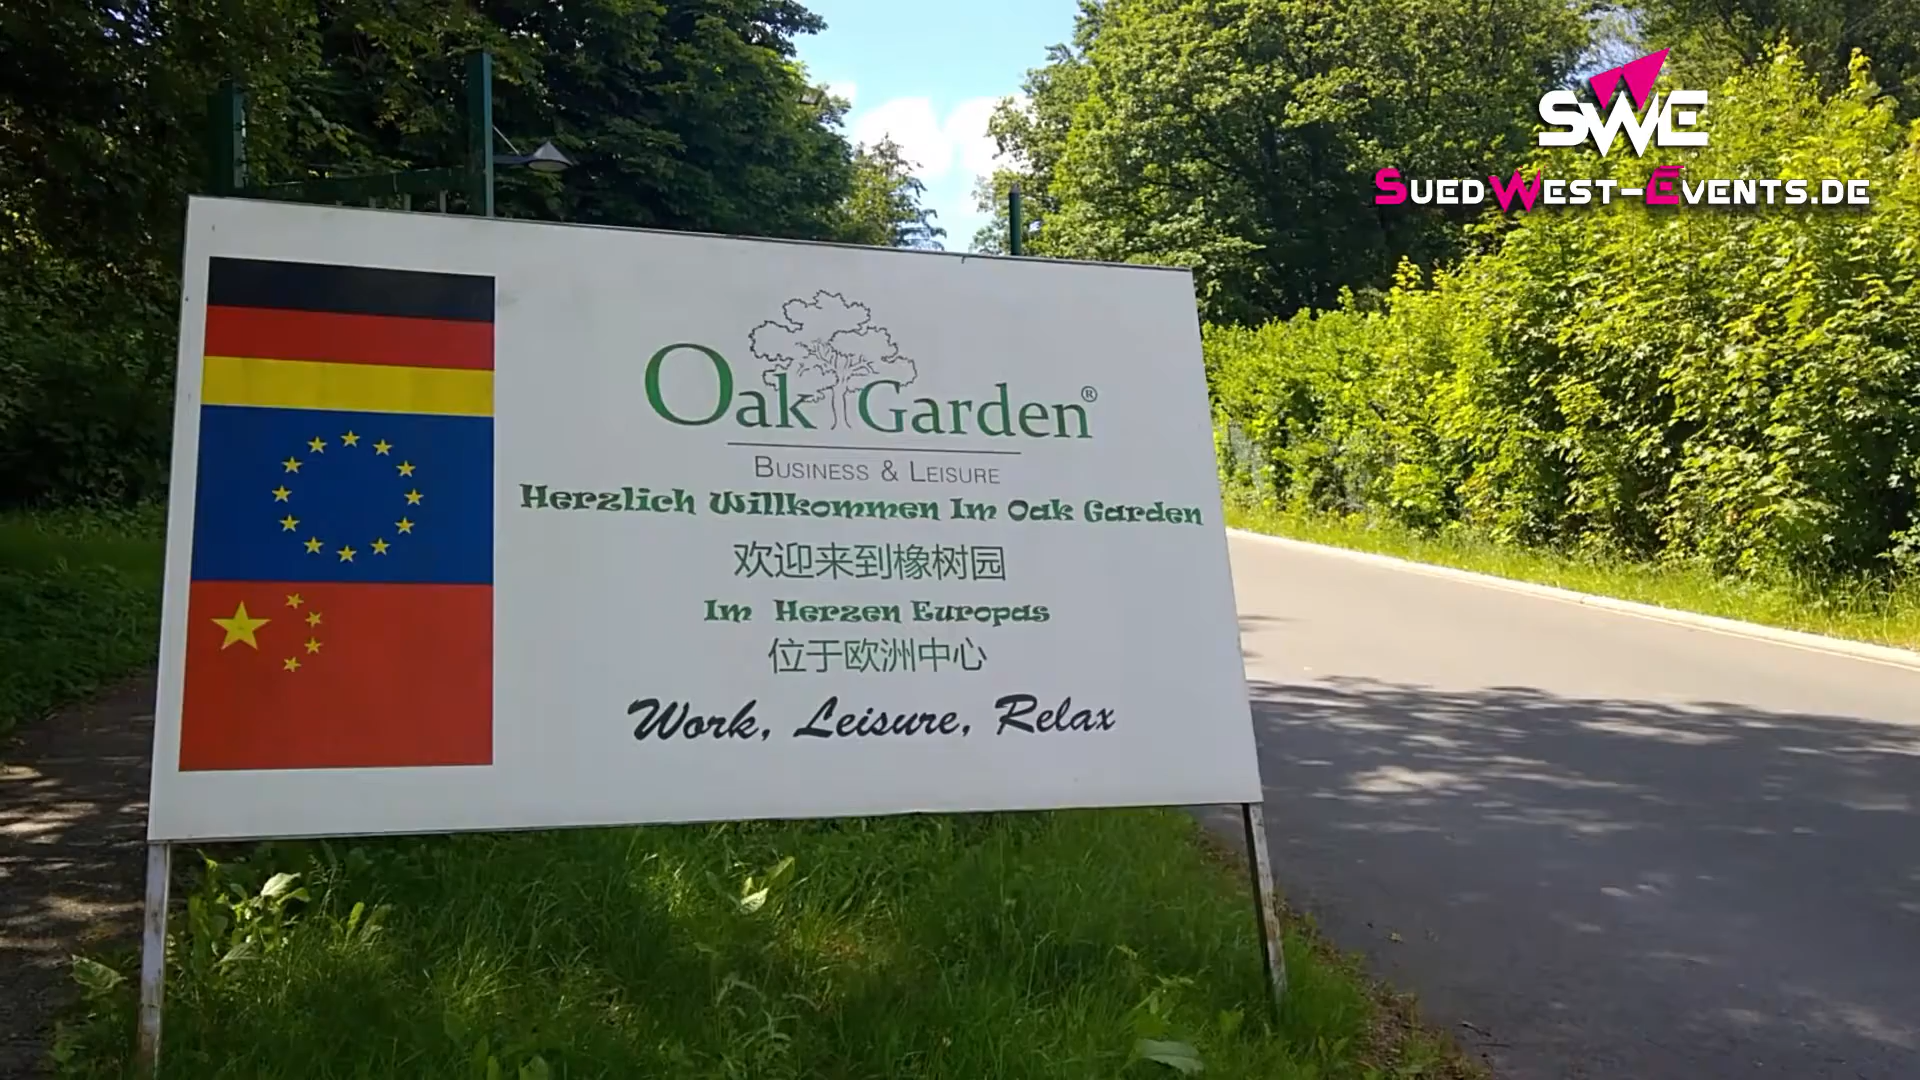 SWE
SUEDWEST-EVENTS.DE
Oak Garden®
BUSINESS & LEISURE
Herzlich Willkommen Im Oak Garden
欢迎来到橡树园
Im Herzen Europas
位于欧洲中心
Work, Leisure, Relax